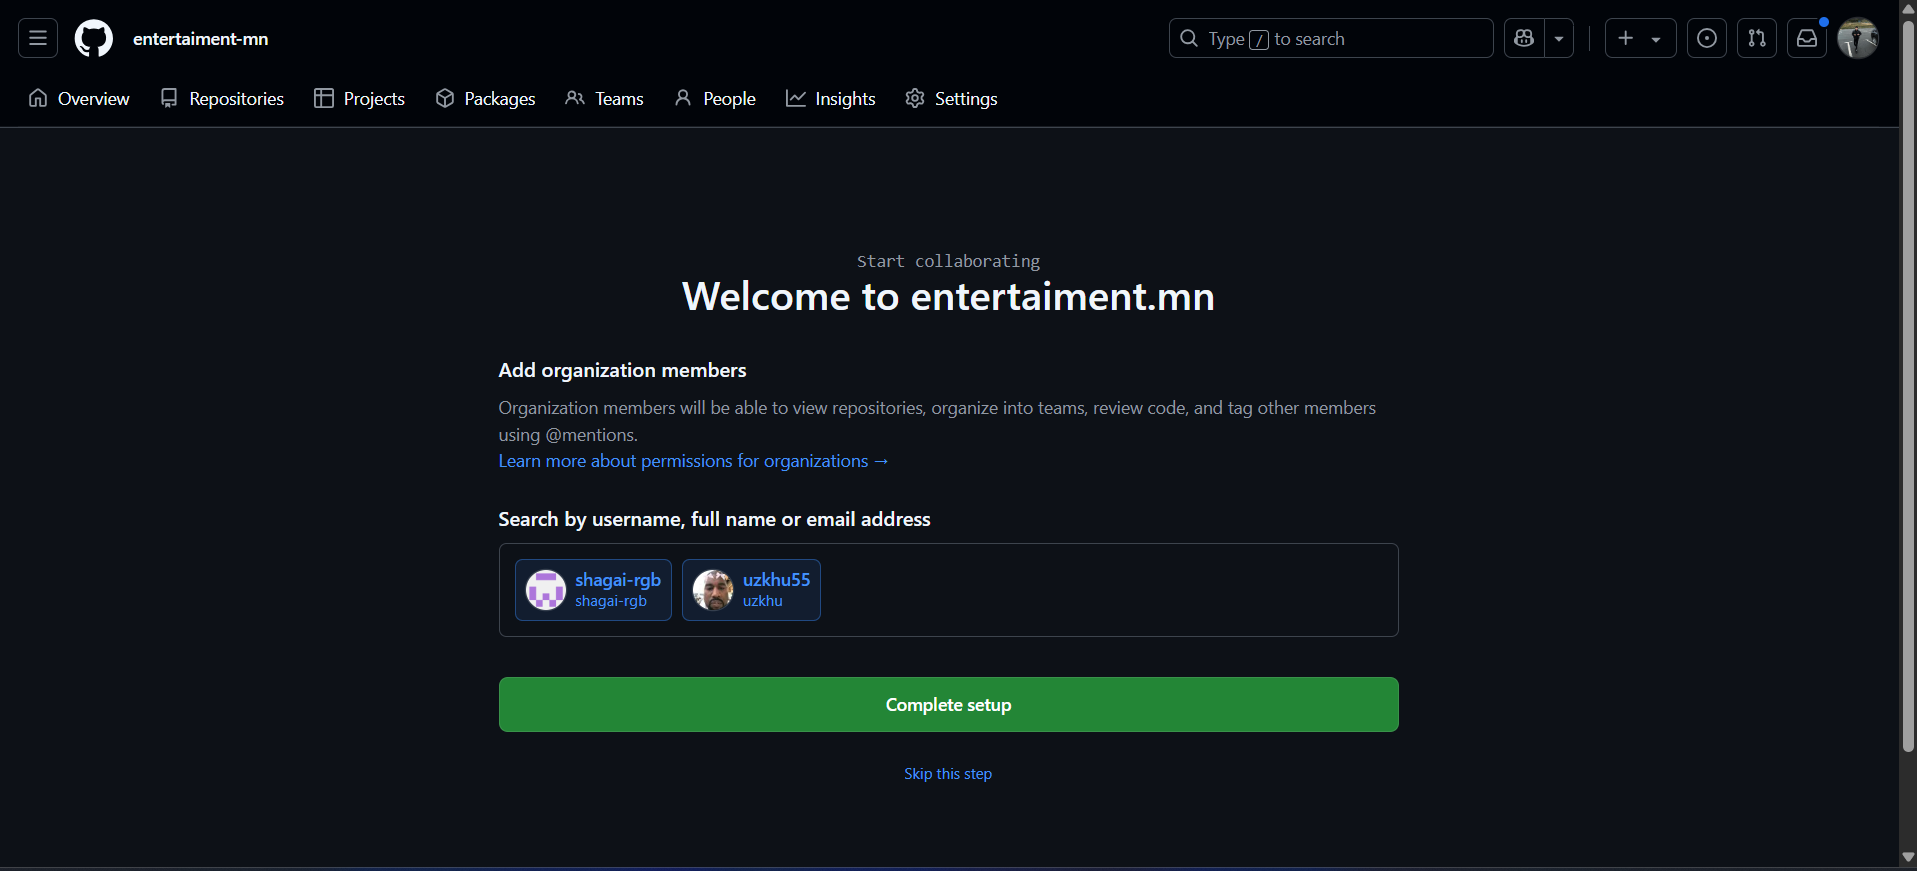 entertaiment-mn
Type / to search
Overview Repositories Projects Packages Teams People Insights Settings
Start collaborating
Welcome to entertaiment.mn
Add organization members
Organization members will be able to view repositories, organize into teams, review code, and tag other members
using @mentions.
Learn more about permissions for organizations →
Search by username, full name or email address
shagai-rgb uzkhu55
shagai-rgb uzkhu
Complete setup
Skip this step